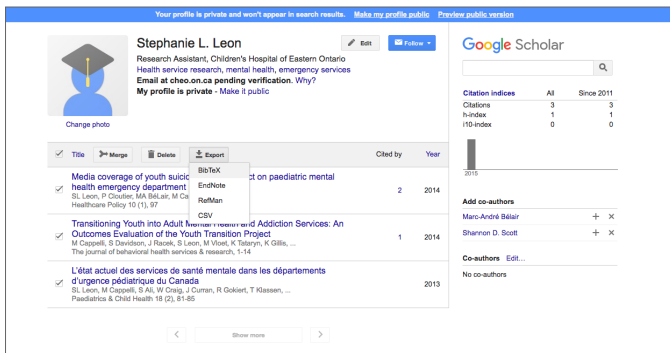 Your profile is private and won't appear in search results. Make my profile public Preview public version
Stephanie L. Leon
Edit
Follow
Research Assistant, Children's Hospital of Eastern Ontario
Health service research, mental health, emergency services
Email at cheo.on.ca pending verification. Why?
My profile is private - Make it public
Change photo
Google Scholar
Citation indices All Since 2011
Citations 3 3
h-index 1 1
i10-index 0 0
2015
Title Merge Delete Export Cited by Year
BibTeX
EndNote
RefMan
CSV
Media coverage of youth suicid ct on paediatric mental
health emergency department 2 2014
SL Leon, P Cloutier, MA BéLair, M Ca
Healthcare Policy 10 (1), 97
Transitioning Youth into Adult Mental Health and Addiction Services: An
Outcomes Evaluation of the Youth Transition Project 1 2014
M Cappelli, S Davidson, J Racek, S Leon, M Vloet, K Tataryn, K Gillis, ...
The journal of behavioral health services & research, 1-14
L'état actuel des services de santé mentale dans les départements
d'urgence pédiatrique du Canada 2013
SL Leon, M Cappelli, S Ali, W Craig, J Curran, R Gokiert, T Klassen, ...
Paediatrics & Child Health 18 (2), 81-85
Show more
Add co-authors
Marc-André Bélair
Shannon D. Scott
Co-authors Edit...
No co-authors